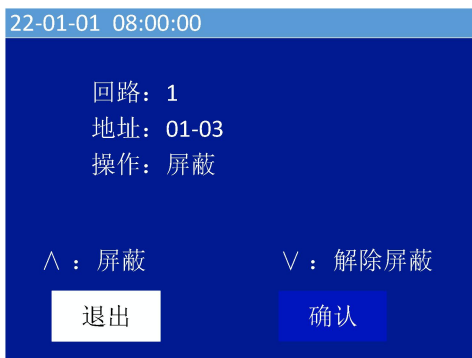 22-01-01 08:00:00
回路：1
地址：01-03
操作：屏蔽
∧：屏蔽 ∨：解除屏蔽
退出 确认